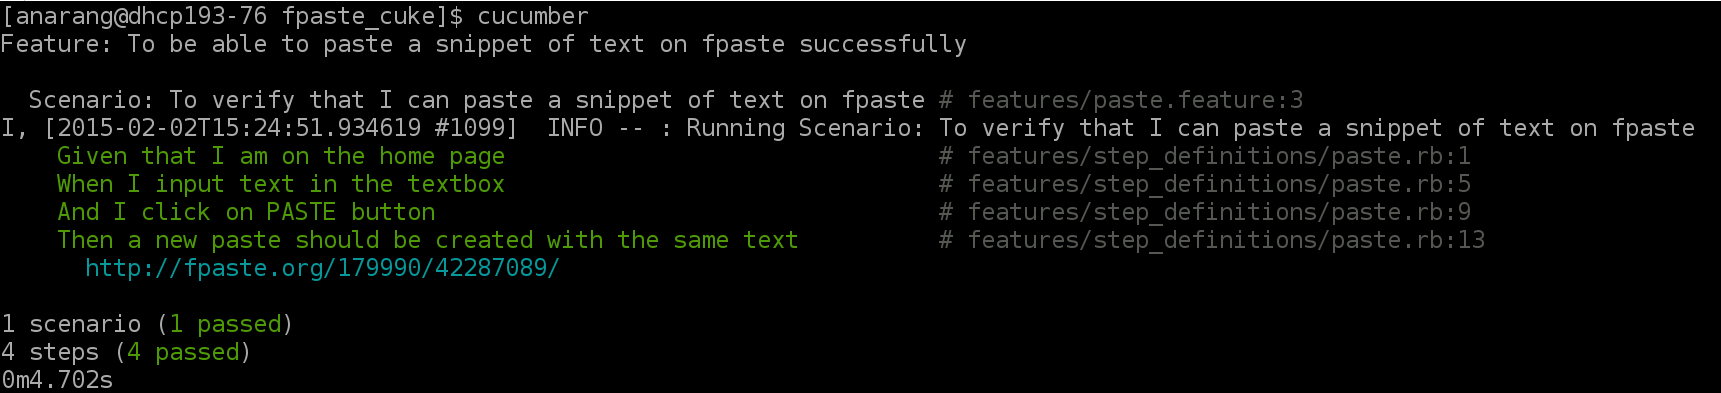 [anarang@dhcp193-76 fpaste_cuke]$ cucumber
Feature: To be able to paste a snippet of text on fpaste successfully
Scenario: To verify that I can paste a snippet of text on fpaste # features/paste.feature:3
I, [2015-02-02T15:24:51.934619 #1099]  INFO -- : Running Scenario: To verify that I can paste a snippet of text on fpaste
Given that I am on the home page # features/step_definitions/paste.rb:1
When I input text in the textbox # features/step_definitions/paste.rb:5
And I click on PASTE button # features/step_definitions/paste.rb:9
Then a new paste should be created with the same text # features/step_definitions/paste.rb:13
http://fpaste.org/179990/42287089/
1 scenario (1 passed)
4 steps (4 passed)
0m4.702s